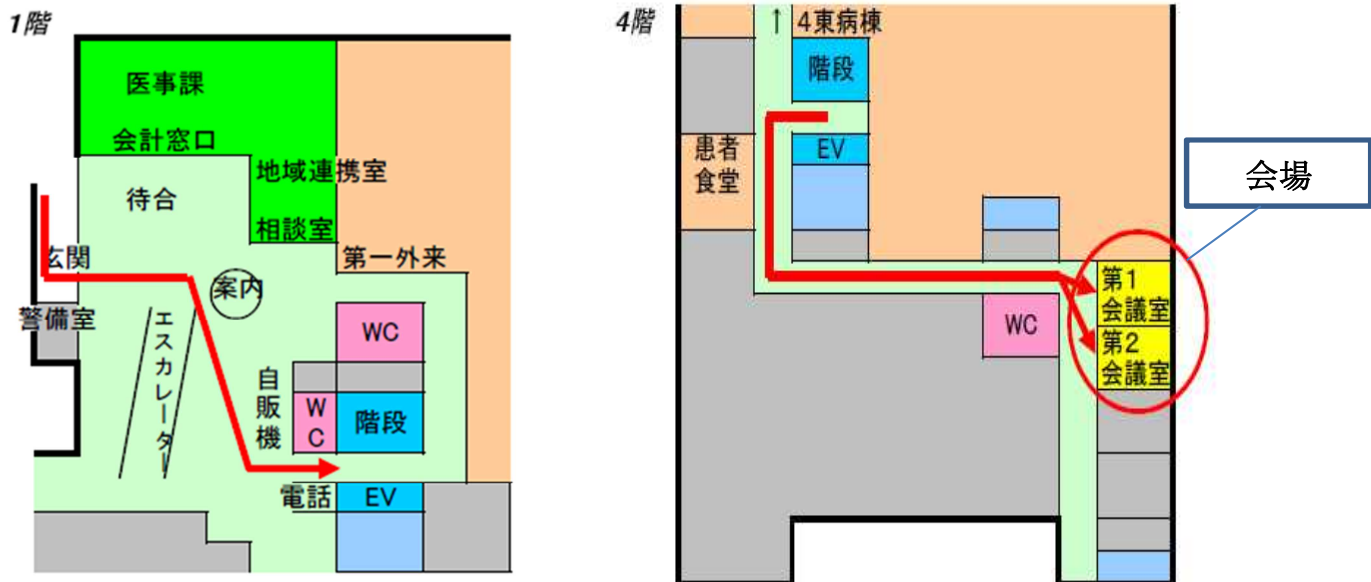 1階
医事課
会計窓口
地域連携室
待合
相談室
玄関
第一外来
案内
警備室
エスカレーター
WC
自販機
WC
階段
電話
EV
4階
↑ 4東病棟
階段
患者
食堂
EV
会場
第1
会議室
WC
第2
会議室